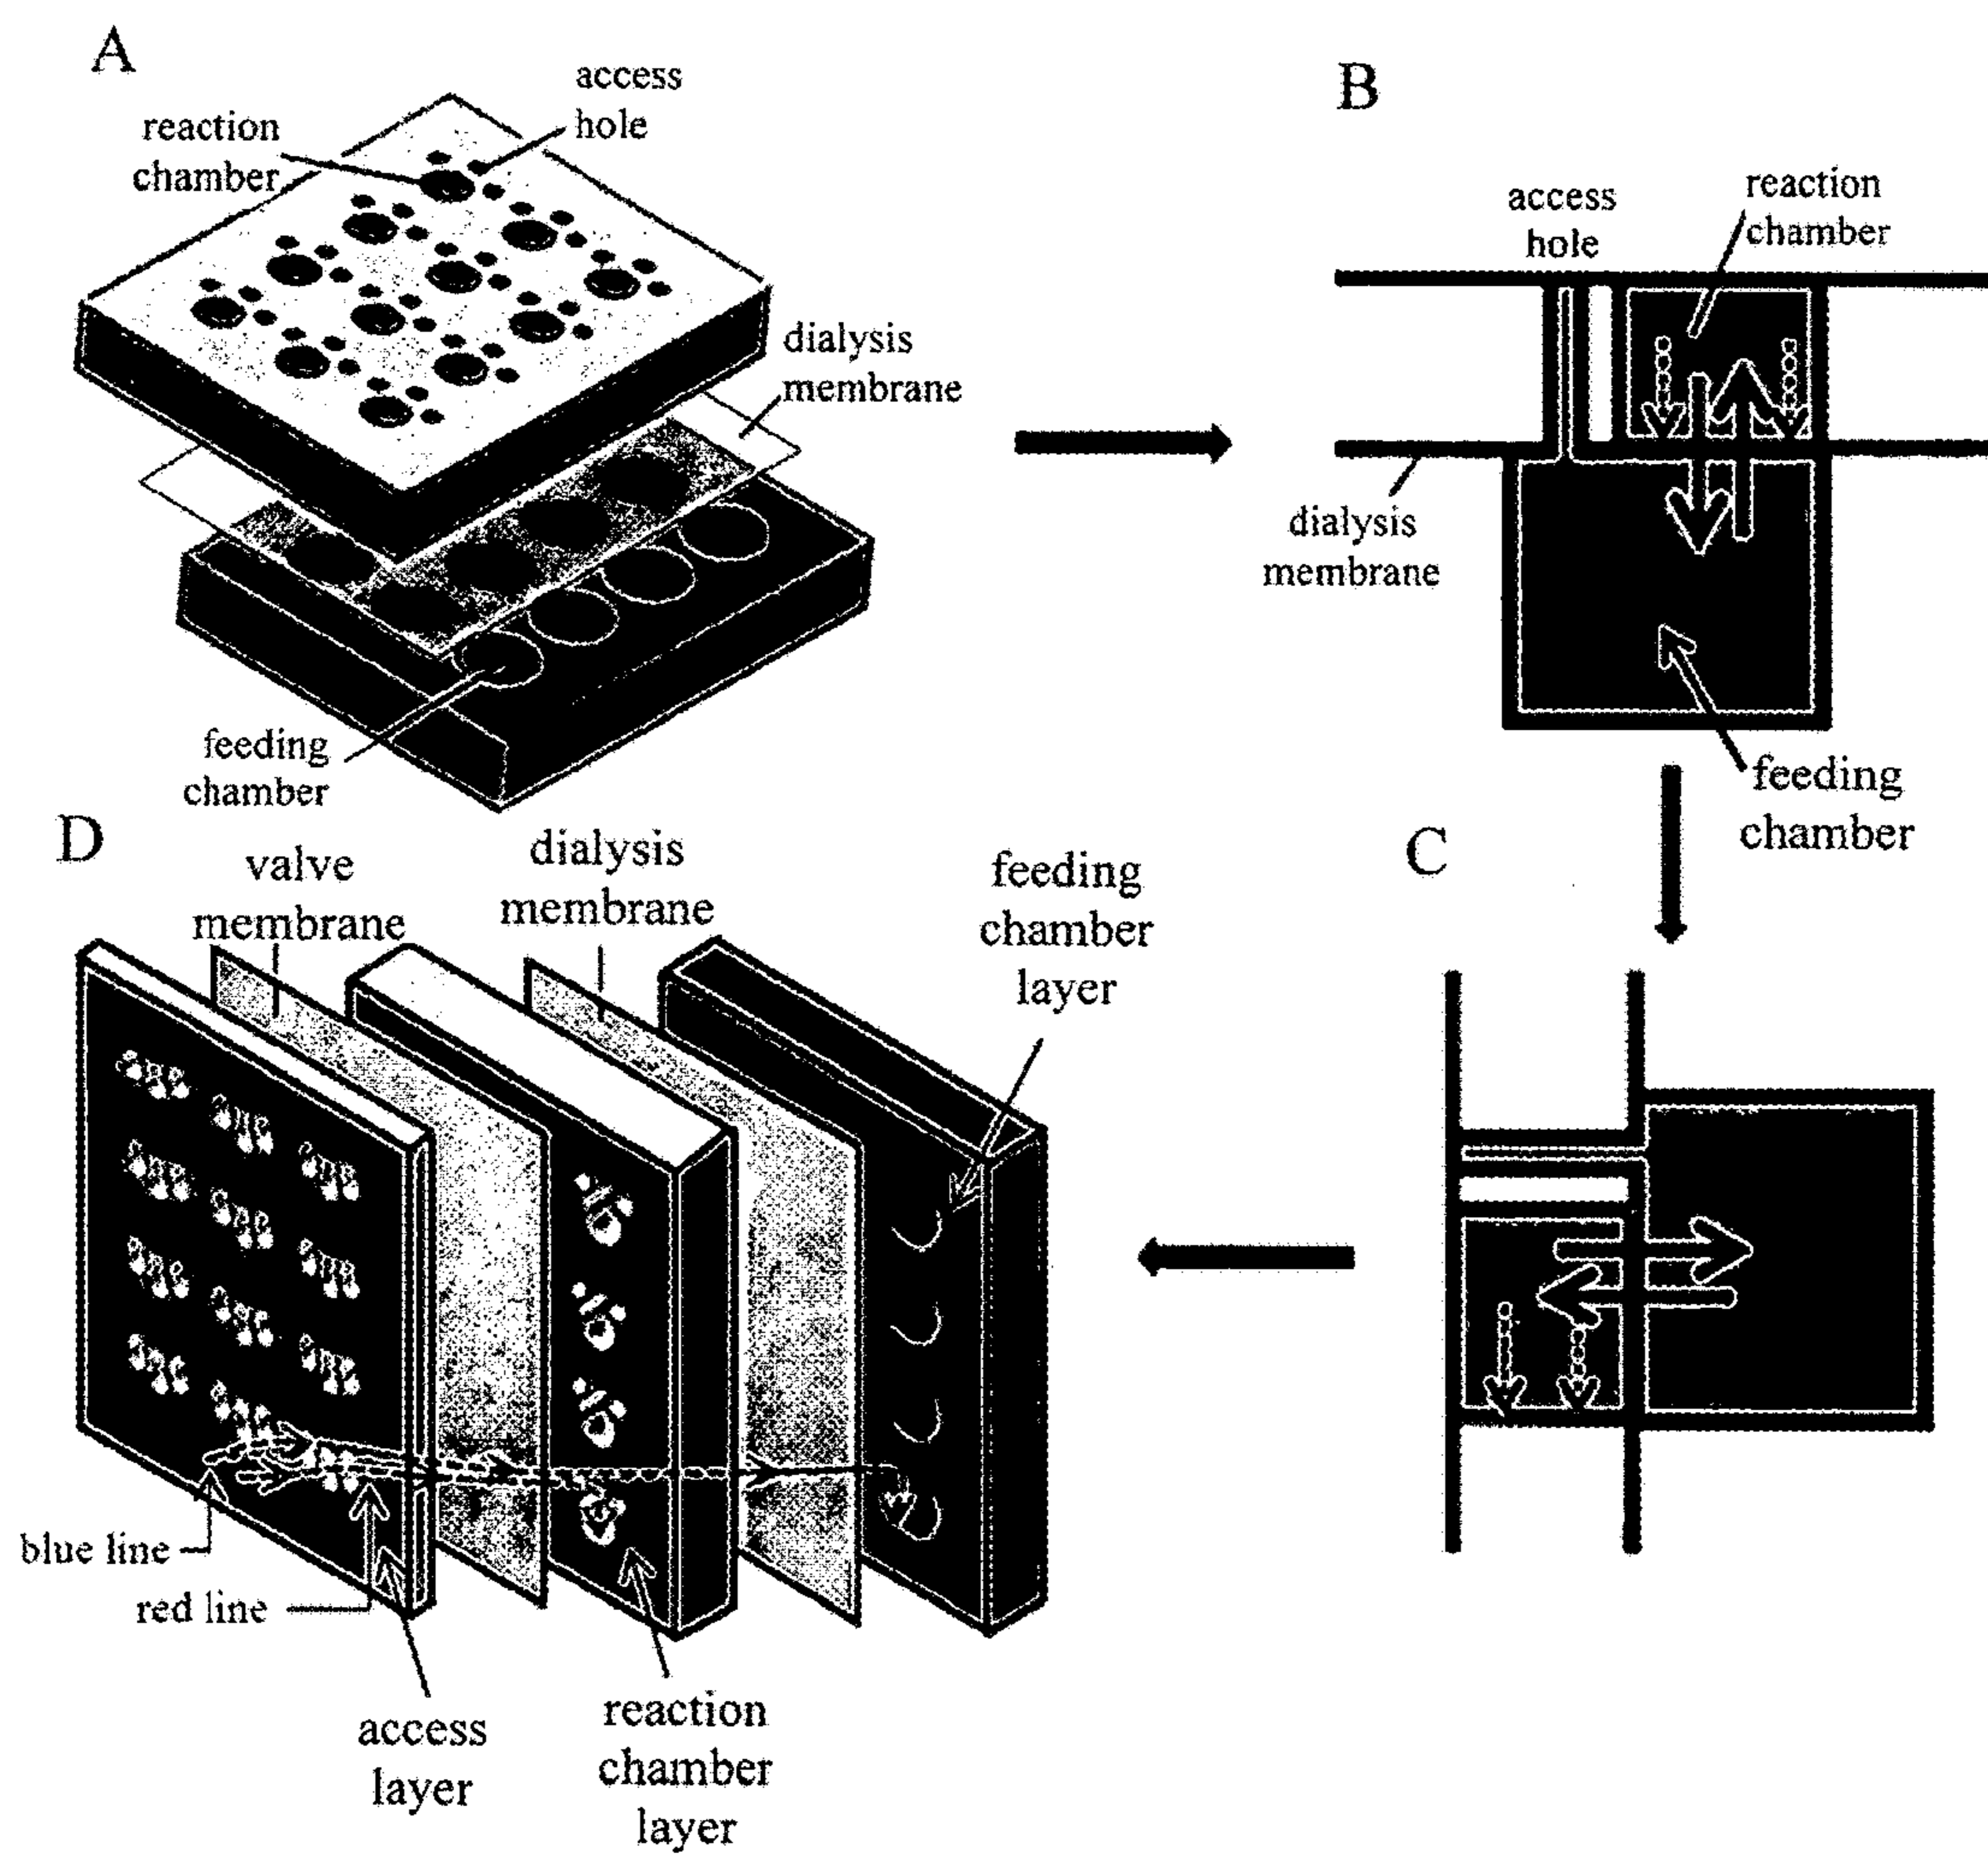 A
access
hole
reaction
chamber
dialysis
membrane
feeding
chamber
B
access
hole
reaction
chamber
dialysis
membrane
feeding
chamber
C
D
valve
membrane
dialysis
membrane
feeding
chamber
layer
blue line
red line
access
layer
reaction
chamber
layer